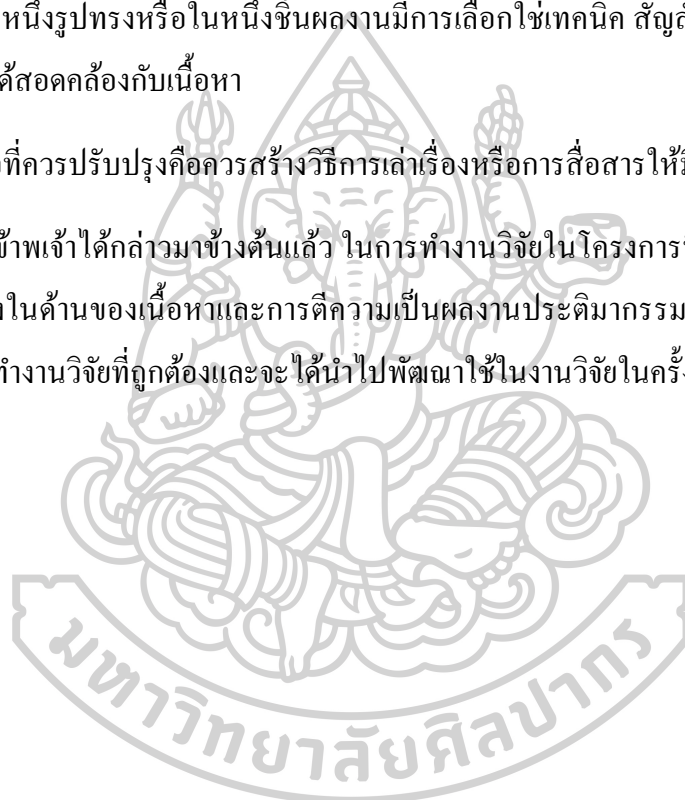 หนึ่งรูปทรงหรือในหนึ่งชิ้นผลงานมีการเลือกใช้เทคนิค
ด้สอดคล้องกับเนื้อหา
ที่ควรปรับปรุงคือควรสร้างวิธีการเล่าเรื่องหรือการสื่อสารให้
ข้าพเจ้าได้กล่าวมาข้างต้นแล้ว ในการทำงานวิจัยในโครงการ
ในด้านของเนื้อหาและการตีความเป็นผลงานประติมากรรม
ทำงานวิจัยที่ถูกต้องและจะได้นำไปพัฒนาใช้ในงานวิจัยในครั้ง
มหาวิทยาลัยศิลปากร